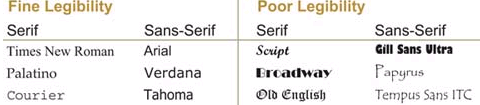 Fine Legibility Poor Legibility
Serif Sans-Serif Serif Sans-Serif
Times New Roman Arial Script Gill Sans Ultra
Palatino Verdana Broadway Papyrus
Courier Tahoma Old English Tempus Sans ITC